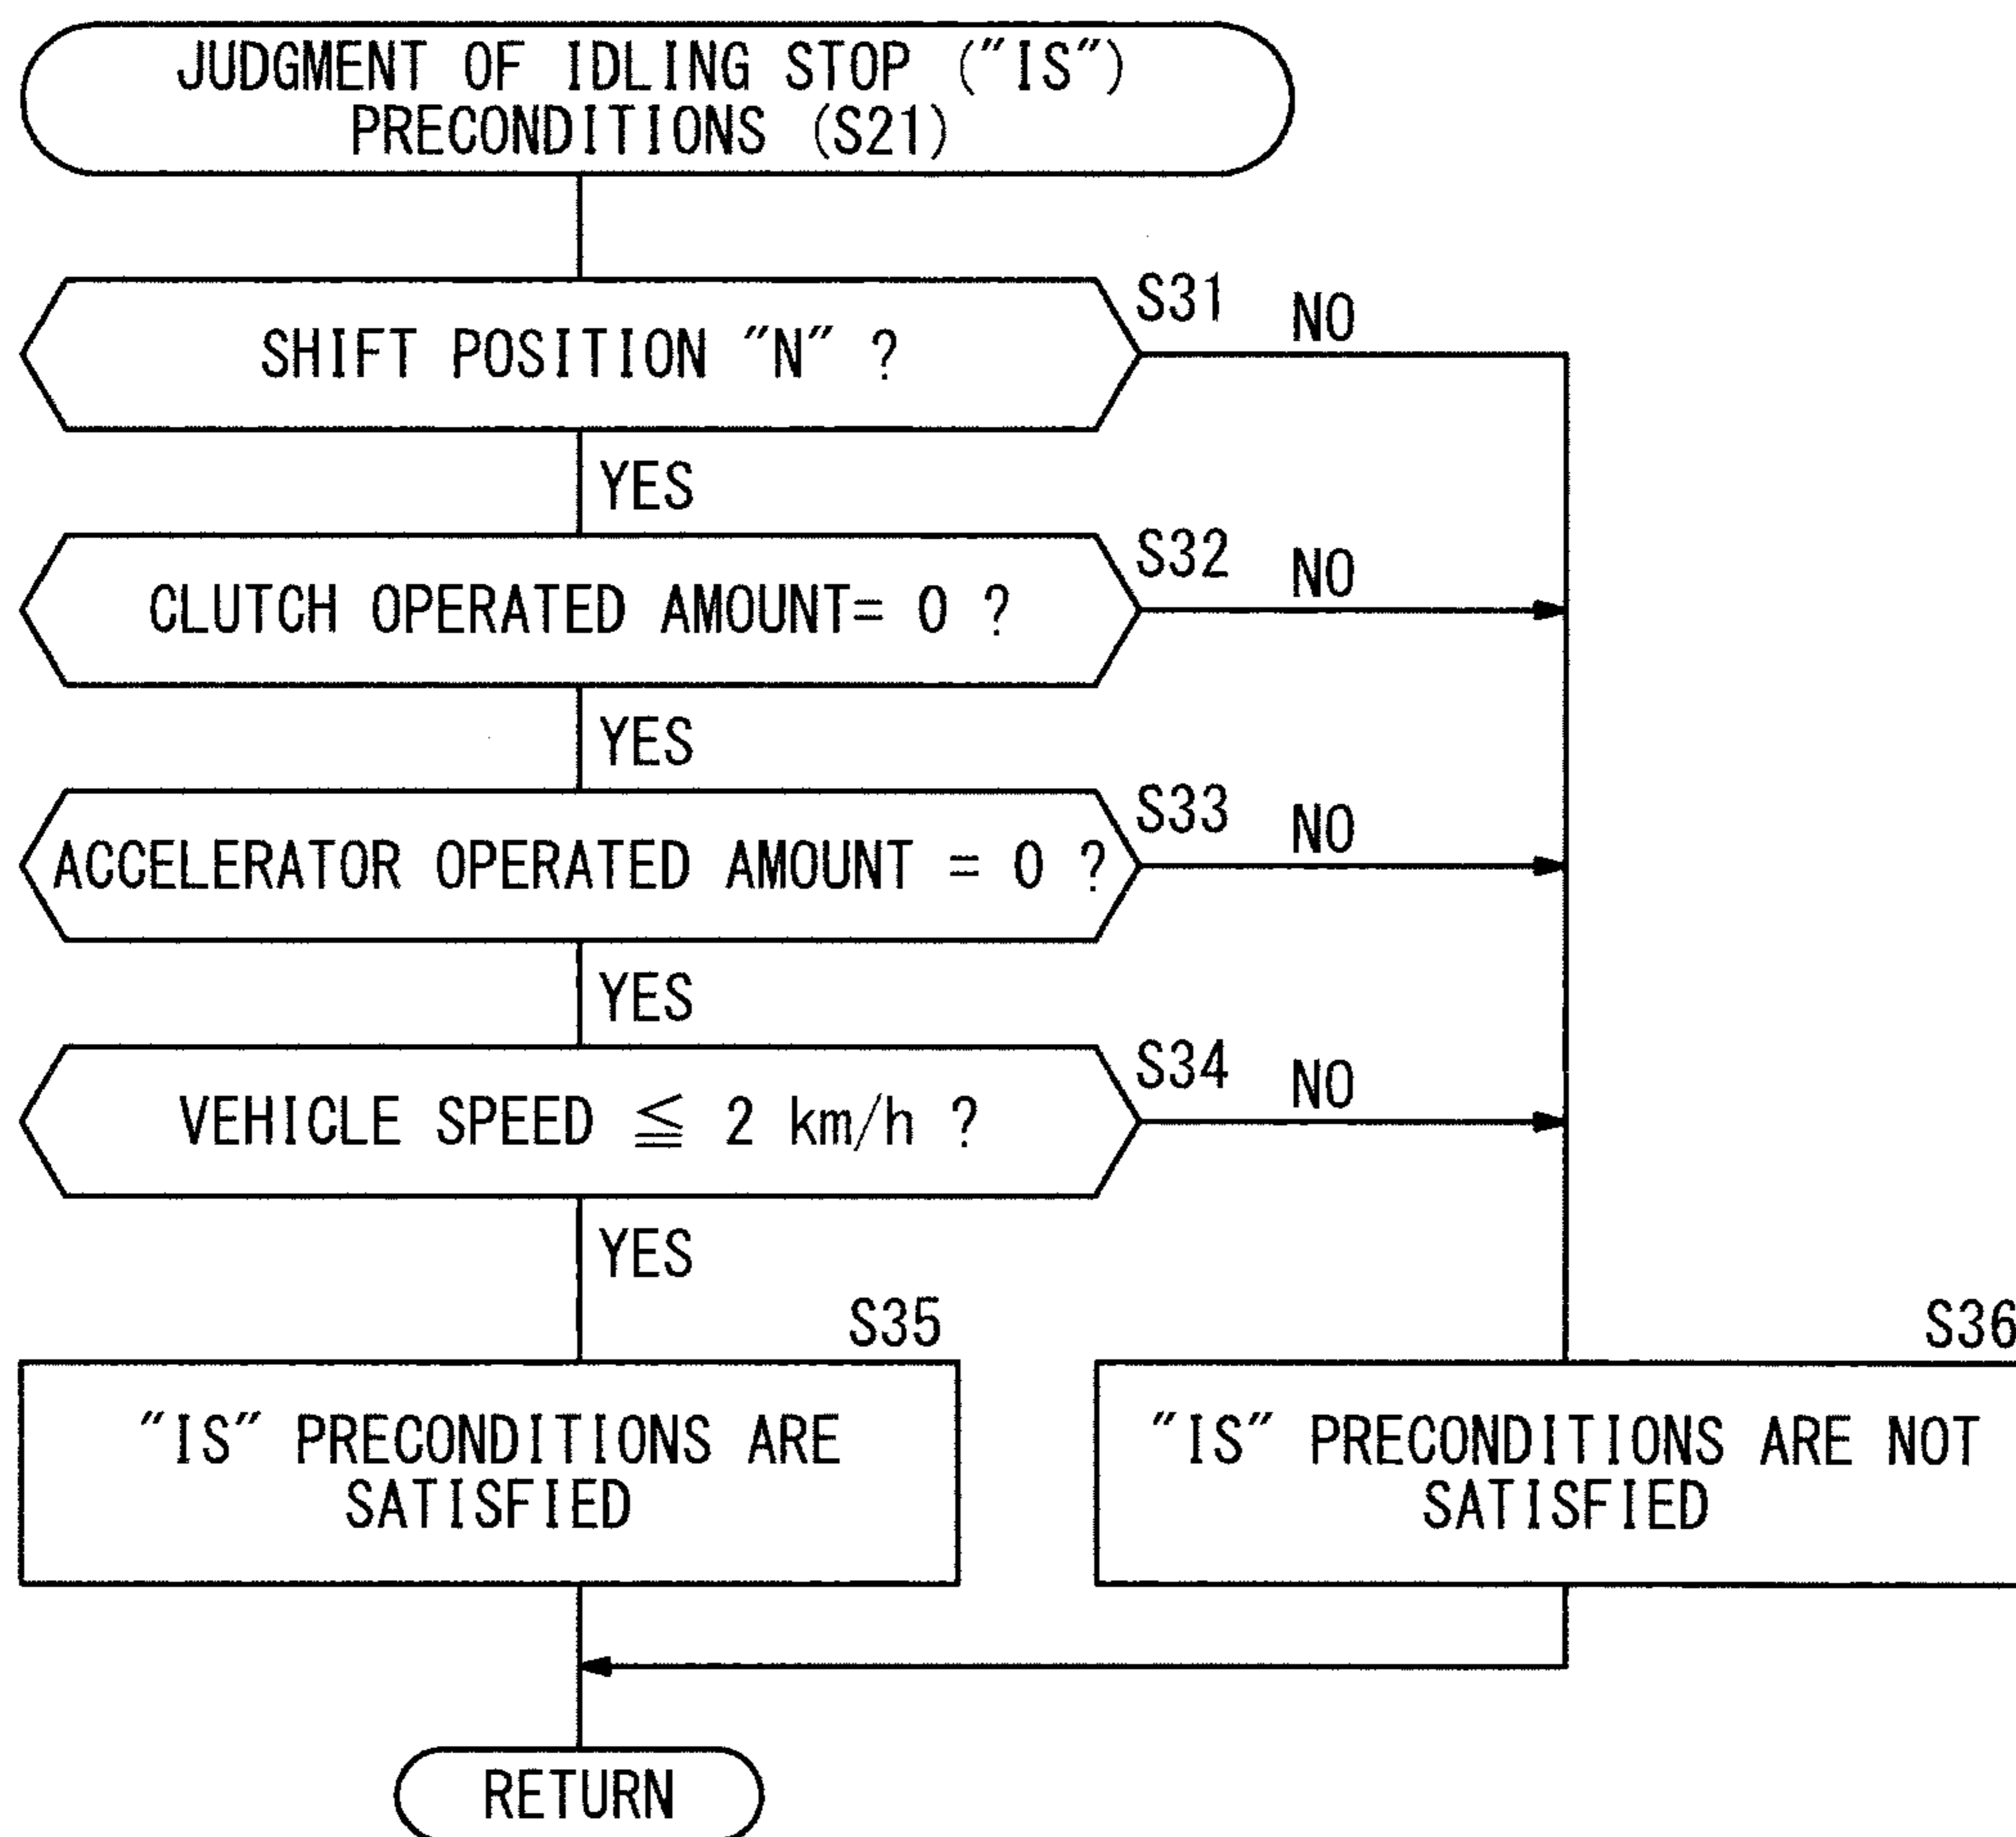 JUDGMENT OF IDLING STOP ("IS")
PRECONDITIONS (S21)
S31
NO
SHIFT POSITION "N" ?
YES
S32
NO
CLUTCH OPERATED AMOUNT= 0 ?
YES
S33
NO
ACCELERATOR OPERATED AMOUNT = 0 ?
YES
S34
NO
VEHICLE SPEED ≦ 2 km/h ?
YES
S35
"IS" PRECONDITIONS ARE
SATISFIED
S36
"IS" PRECONDITIONS ARE NOT
SATISFIED
RETURN